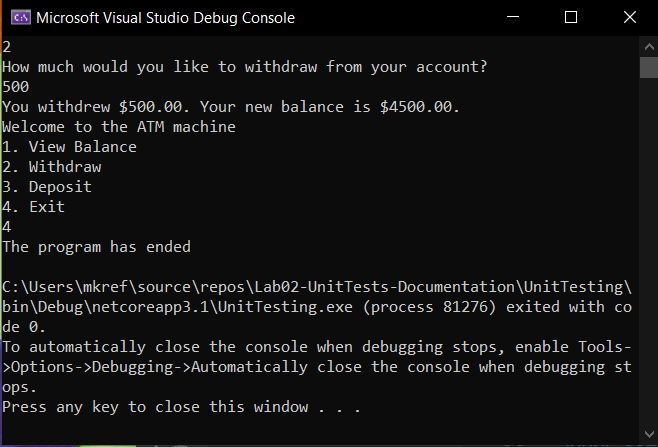 Microsoft Visual Studio Debug Console
2
How much would you like to withdraw from your account?
500
You withdrew $500.00. Your new balance is $4500.00.
Welcome to the ATM machine
1. View Balance
2. Withdraw
3. Deposit
4. Exit
4
The program has ended
C:\Users\mkref\source\repos\Lab02-UnitTests-Documentation\UnitTesting\
bin\Debug\netcoreapp3.1\UnitTesting.exe (process 81276) exited with co
de 0.
To automatically close the console when debugging stops, enable Tools-
>Options->Debugging->Automatically close the console when debugging st
ops.
Press any key to close this window . . .